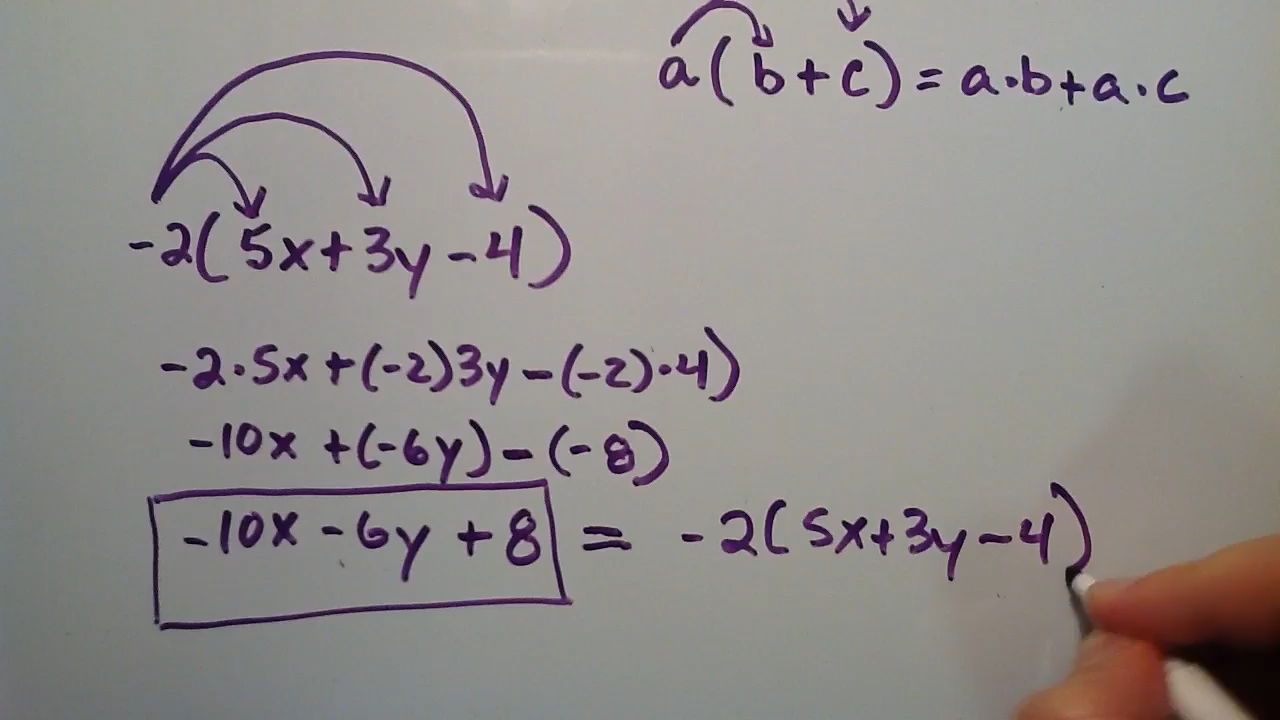 a(b+c)=a·b+a·c
-2(5x+3y-4)
-2·5x+(-2)3y-(-2)·4)
-10x+(-6y)-(-8)
-10x-6y+8 = -2(5x+3y-4)